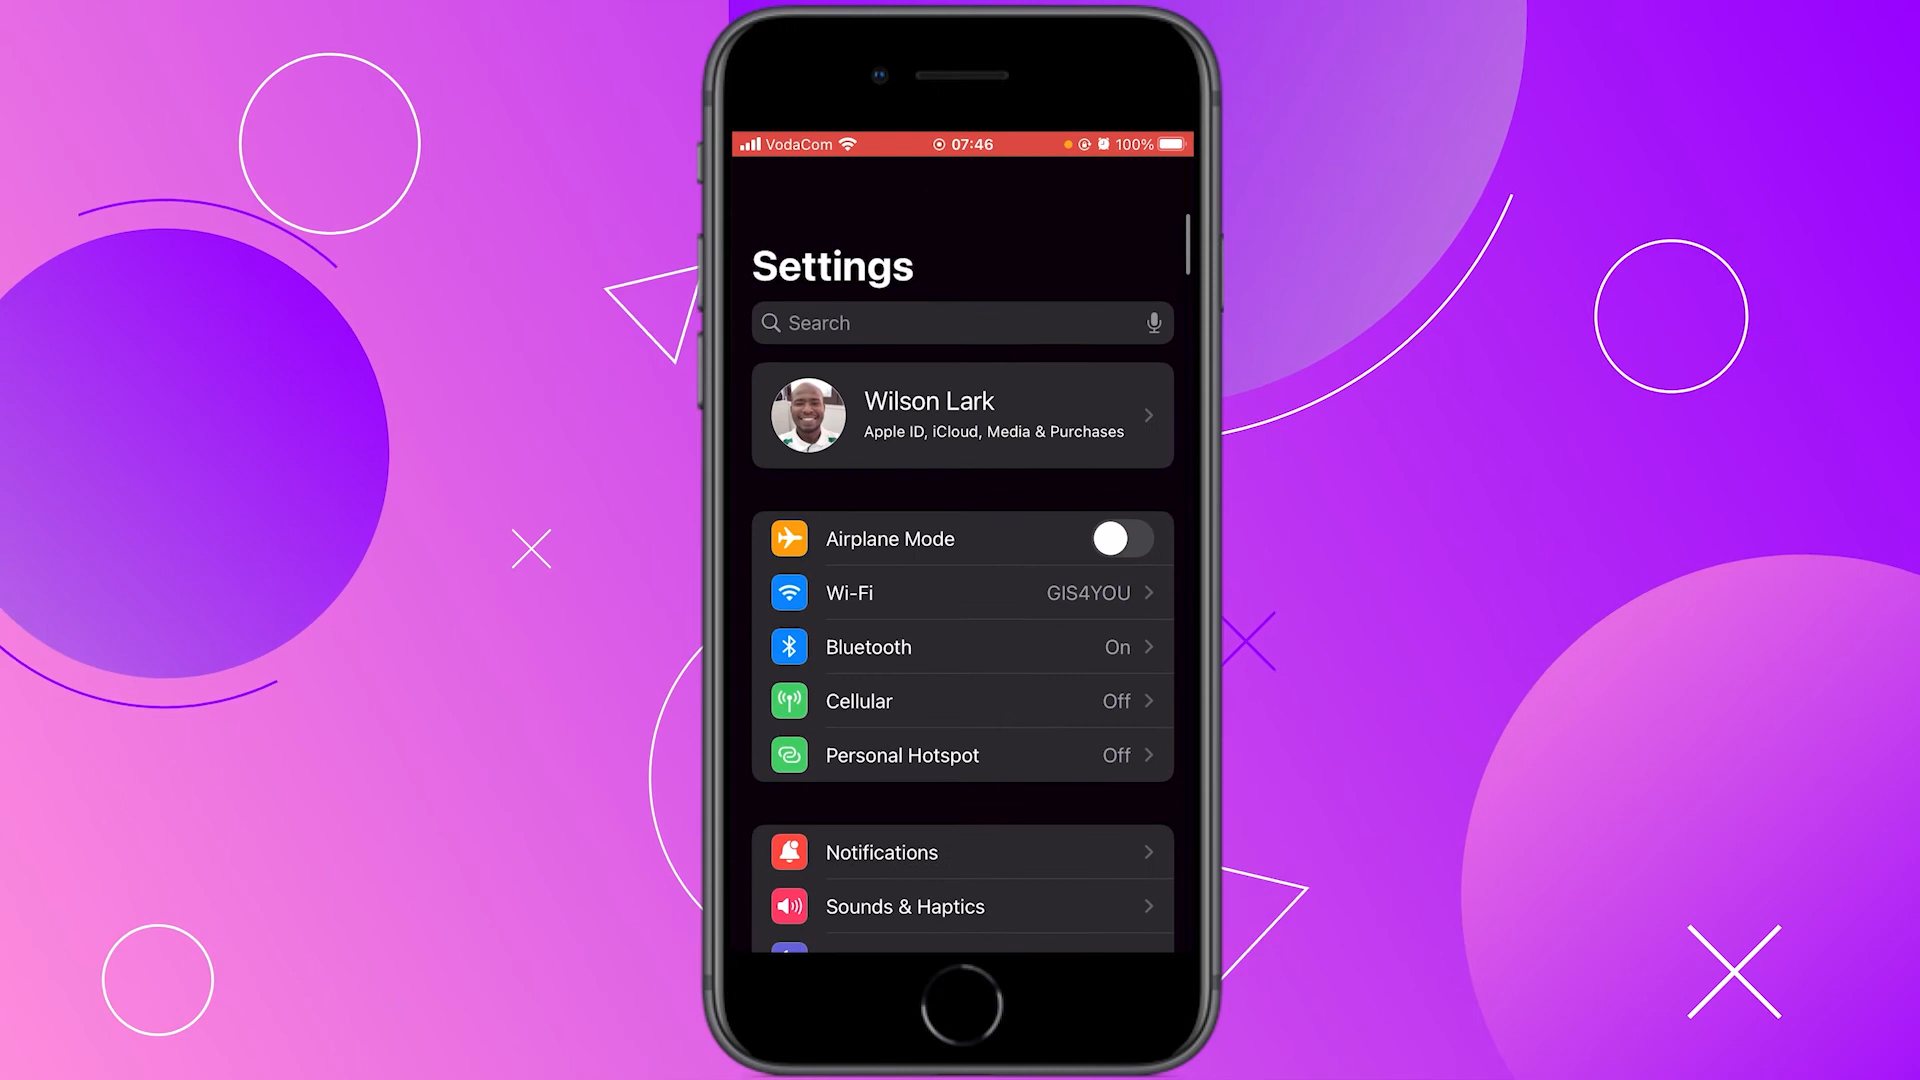 VodaCom 07:46 100%
Settings
Search
Wilson Lark
Apple ID, iCloud, Media & Purchases
Airplane Mode
Wi-Fi GIS4YOU
Bluetooth On
Cellular Off
Personal Hotspot Off
Notifications
Sounds & Haptics